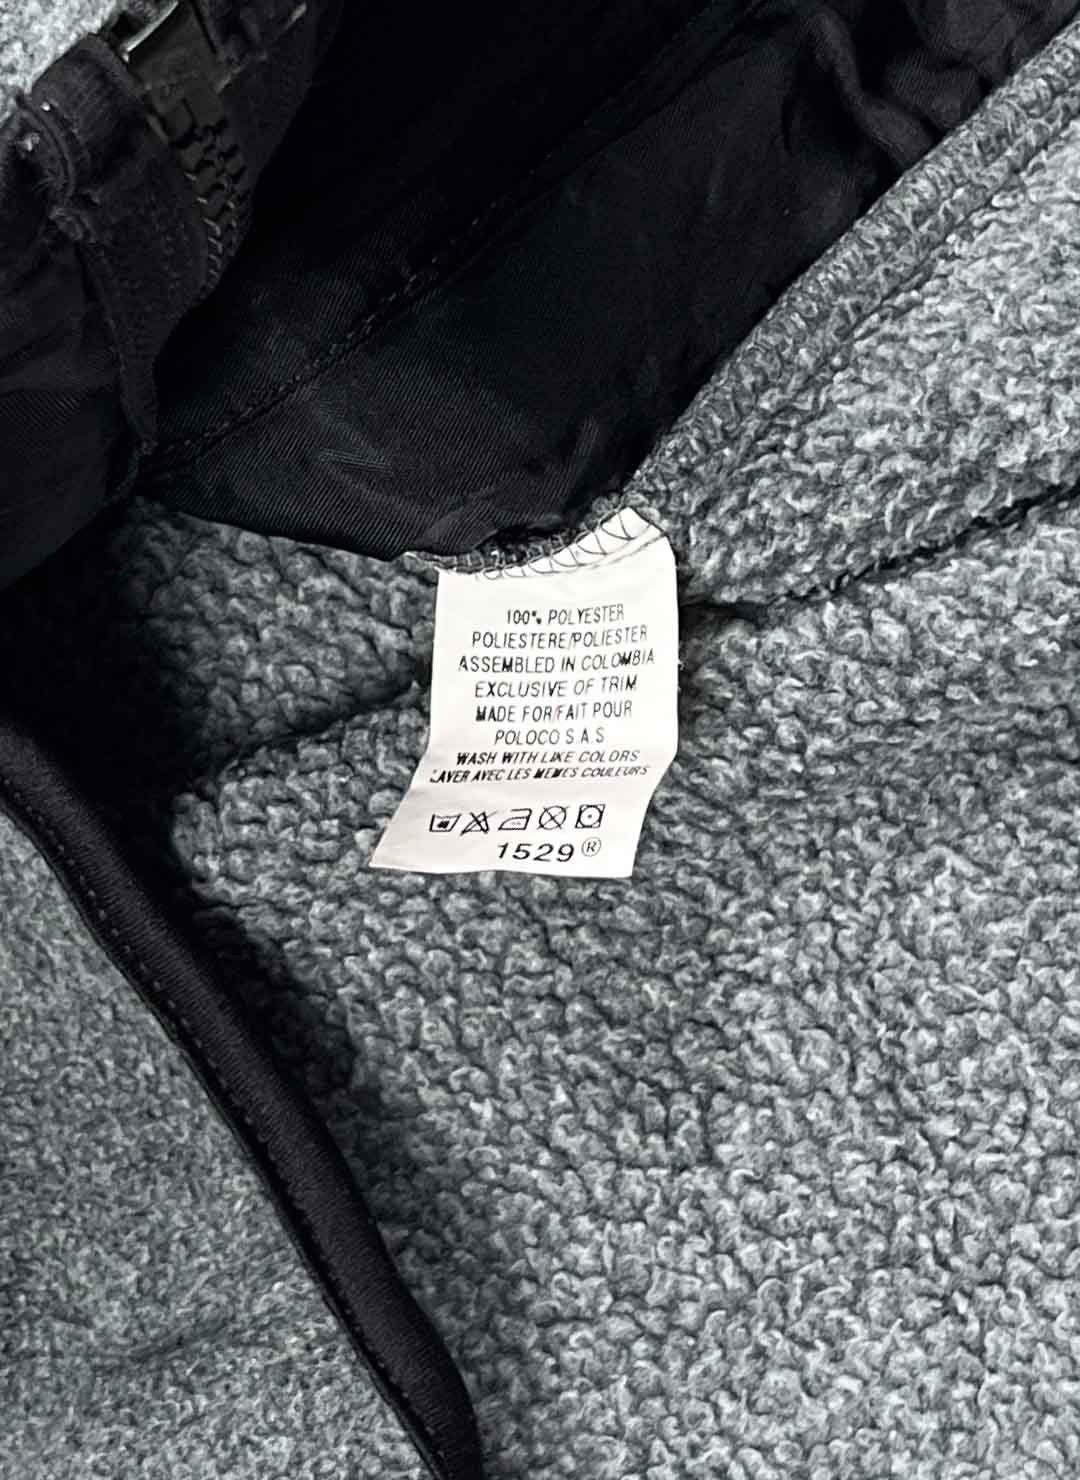 100% POLYESTER
POLIESTERE/POLIESTER
ASSEMBLED IN COLOMBIA
EXCLUSIVE OF TRIM
MADE FOR/FAIT POUR
POLOCO S.A.S
WASH WITH LIKE COLORS
LAVER AVEC LES MEMES COULEURS
1529®